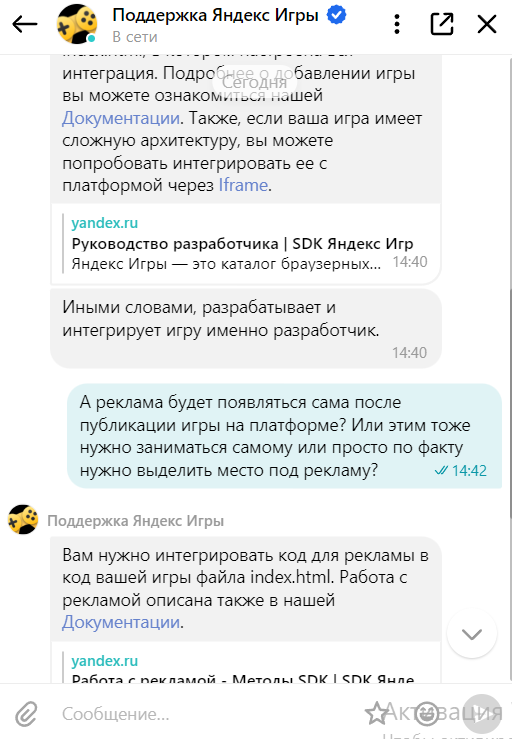 Поддержка Яндекс Игры
В сети
интеграция. Подробнее о добавлении игры
Сегодня
вы можете ознакомиться нашей
Документации. Также, если ваша игра имеет
сложную архитектуру, вы можете
попробовать интегрировать ее с
платформой через Iframe.
yandex.ru
Руководство разработчика | SDK Яндекс Игр
Яндекс Игры — это каталог браузерных...
14:40
Иными словами, разрабатывает и
интегрирует игру именно разработчик.
14:40
А реклама будет появляться сама после
публикации игры на платформе? Или этим тоже
нужно заниматься самому или просто по факту
нужно выделить место под рекламу?
14:42
Поддержка Яндекс Игры
Вам нужно интегрировать код для рекламы в
код вашей игры файла index.html. Работа с
рекламой описана также в нашей
Документации.
yandex.ru
Работа с рекламой - Методы SDK | SDK Янде
Сообщение...
Активация